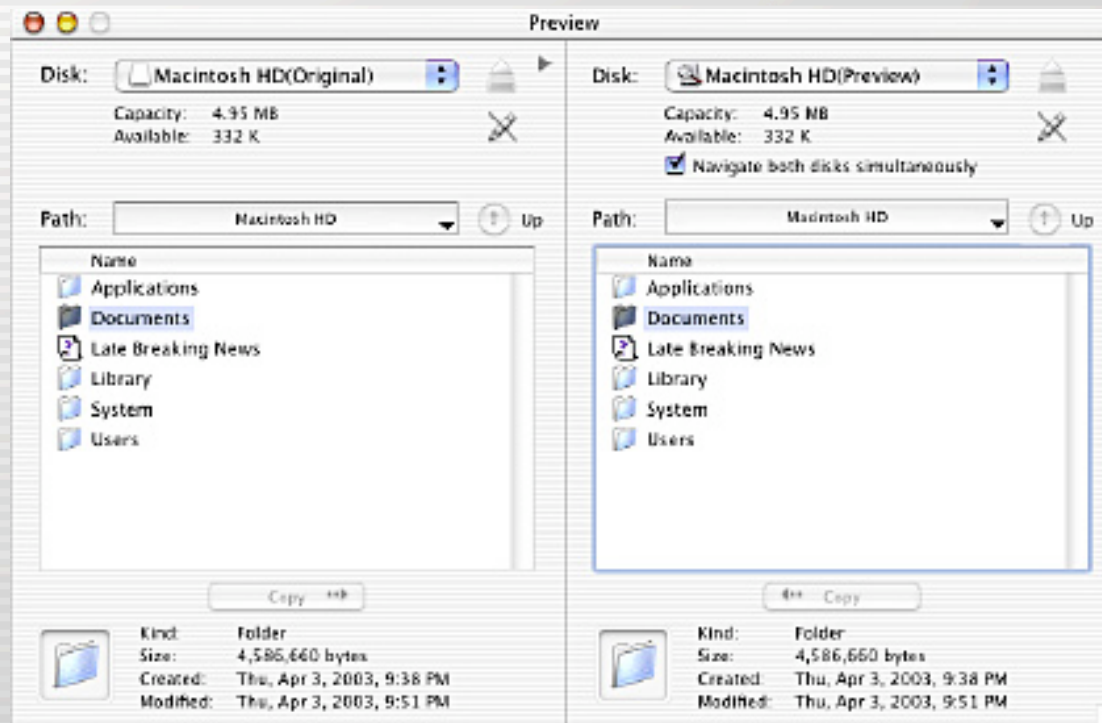 Preview
Disk: Macintosh HD(Original)
Capacity: 4.95 MB
Available: 332 K
Path: Macintosh HD Up
Name
Applications
Documents
Late Breaking News
Library
System
Users
Copy
Kind: Folder
Size: 4,586,660 bytes
Created: Thu, Apr 3, 2003, 9:38 PM
Modified: Thu, Apr 3, 2003, 9:51 PM
Disk: Macintosh HD(Preview)
Capacity: 4.95 MB
Available: 332 K
Navigate both disks simultaneously
Path: Macintosh HD Up
Name
Applications
Documents
Late Breaking News
Library
System
Users
Copy
Kind: Folder
Size: 4,586,660 bytes
Created: Thu, Apr 3, 2003, 9:38 PM
Modified: Thu, Apr 3, 2003, 9:51 PM